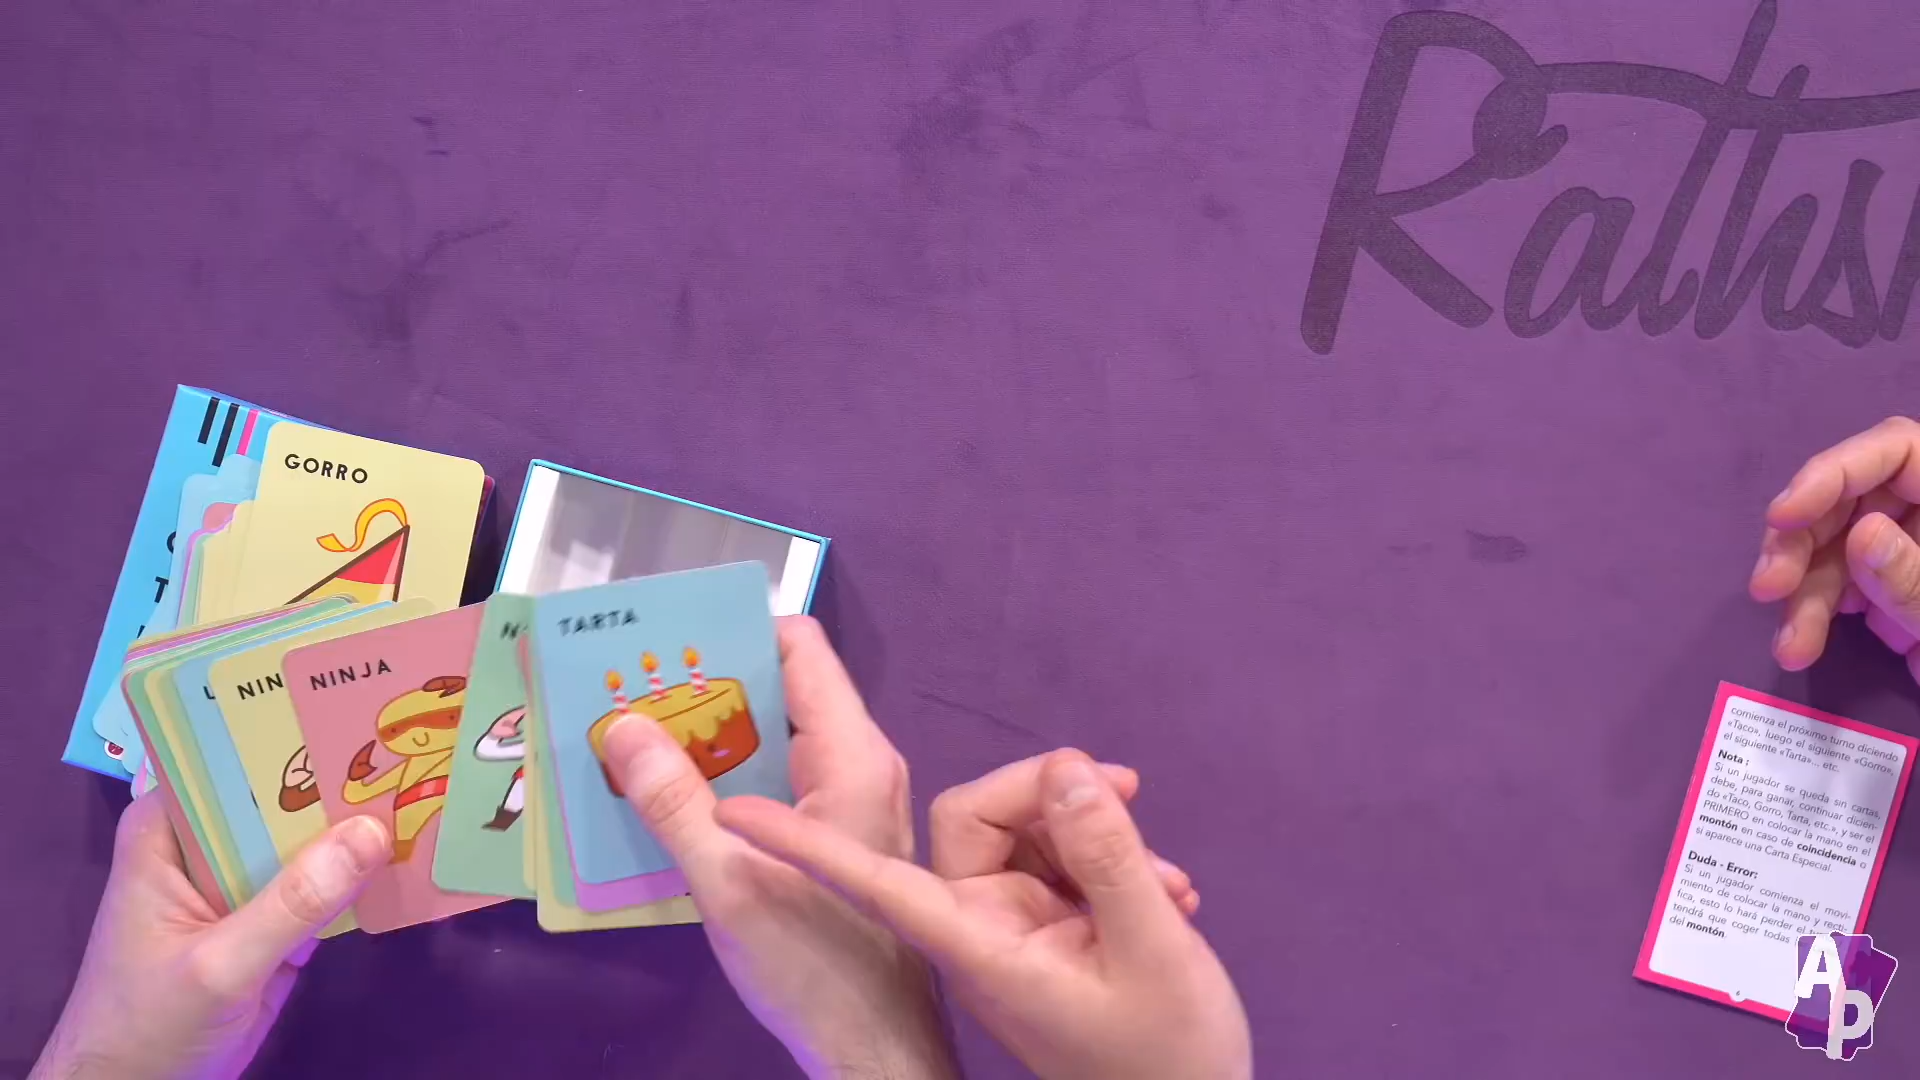 Raths
GORRO
TARTA
NINJA
NIN
comienza el próximo turno diciendo
«Taco», luego el siguiente «Gorro»,
el siguiente «Tarta»... etc.
Nota :
Si un jugador se queda sin cartas,
debe, para ganar, continuar dicien-
do «Taco, Gorro, Tarta, etc.», y ser el
PRIMERO en colocar la mano en el
montón en caso de coincidencia o
si aparece una Carta Especial.
Duda - Error:
Si un jugador comienza el movi-
miento de colocar la mano y recti-
fica, esto lo hará perder el
tendrá que coger todas
del montón.
AP